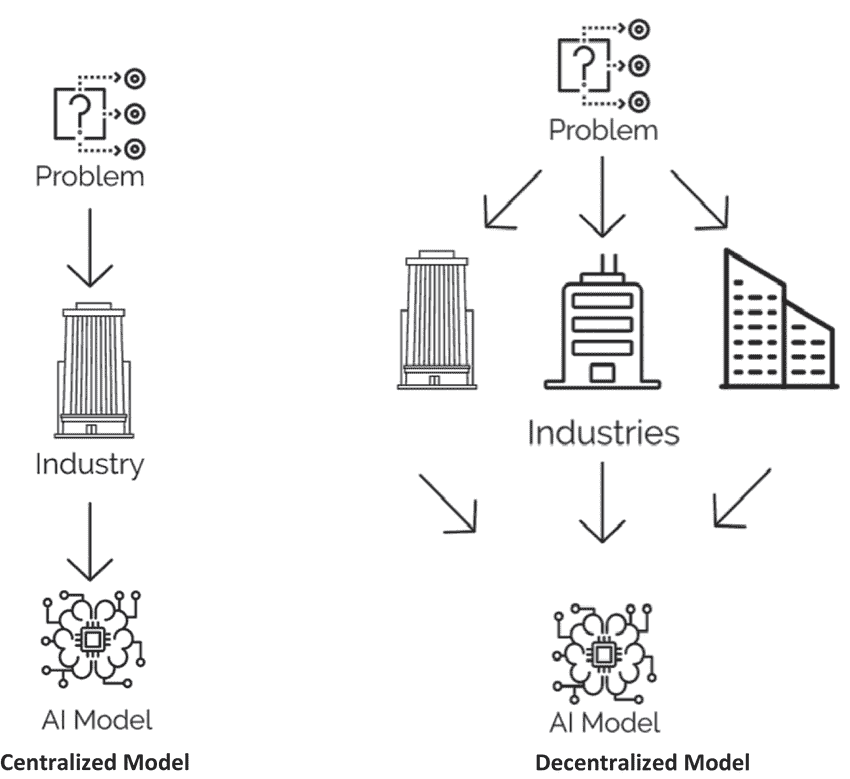 Problem
Industry
AI Model
Centralized Model
Problem
Industries
AI Model
Decentralized Model